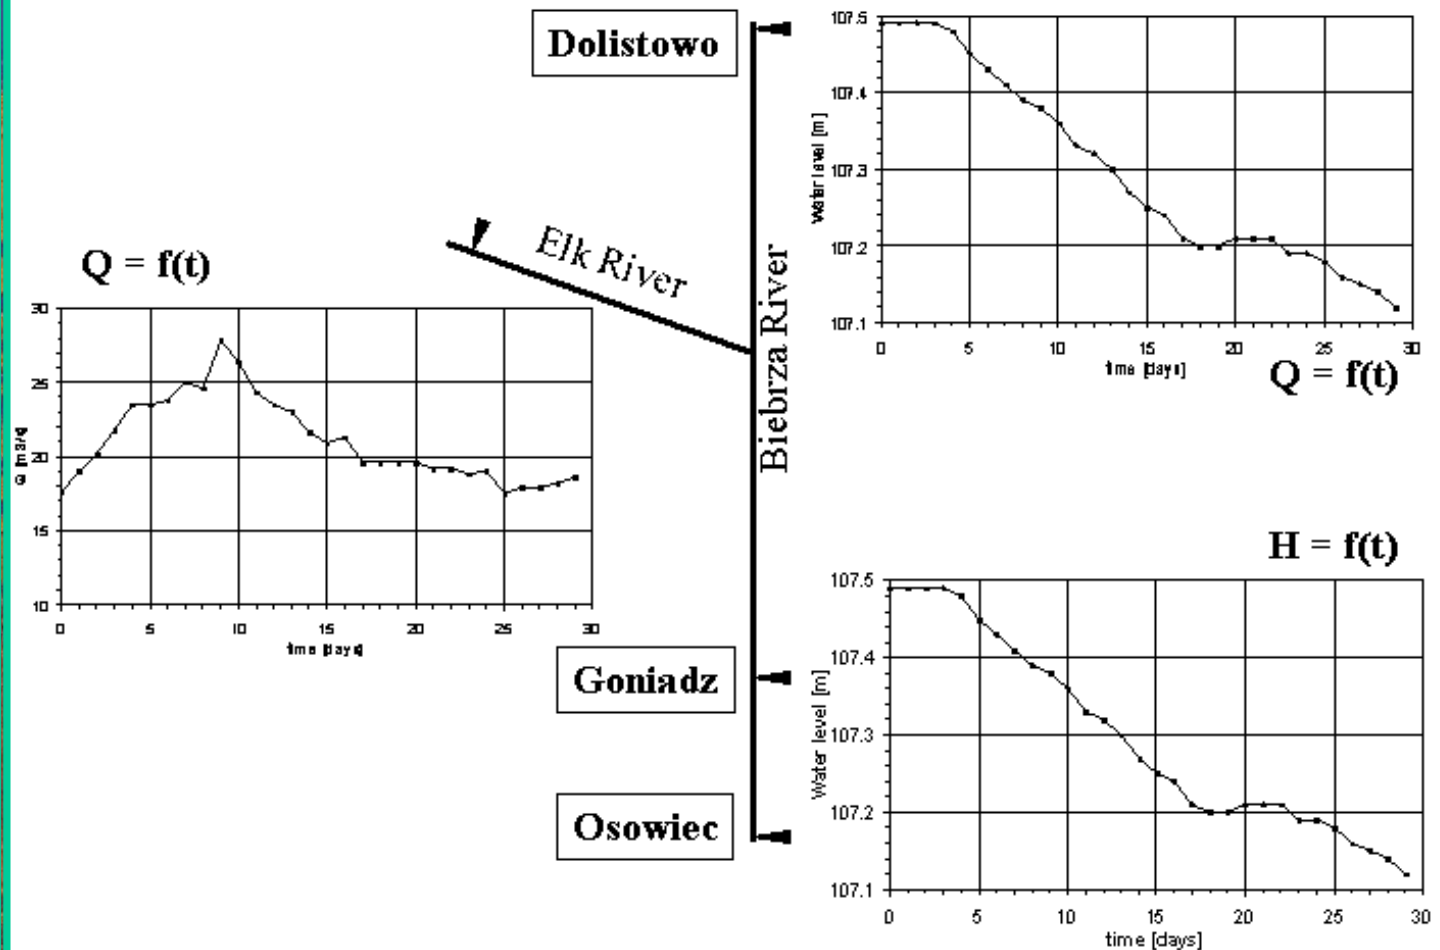 Dolistowo
107.5
107.4
107.3
107.2
107.1
Water level [m]
0 5 10 15 20 25 30
time [days]
Q = f(t)
Elk River
Biebrza River
Q = f(t)
30
25
20
15
10
Q [m3/s]
0 5 10 15 20 25 30
time [days]
H = f(t)
107.5
107.4
107.3
107.2
107.1
Water level [m]
0 5 10 15 20 25 30
time [days]
Goniadz
Osowiec